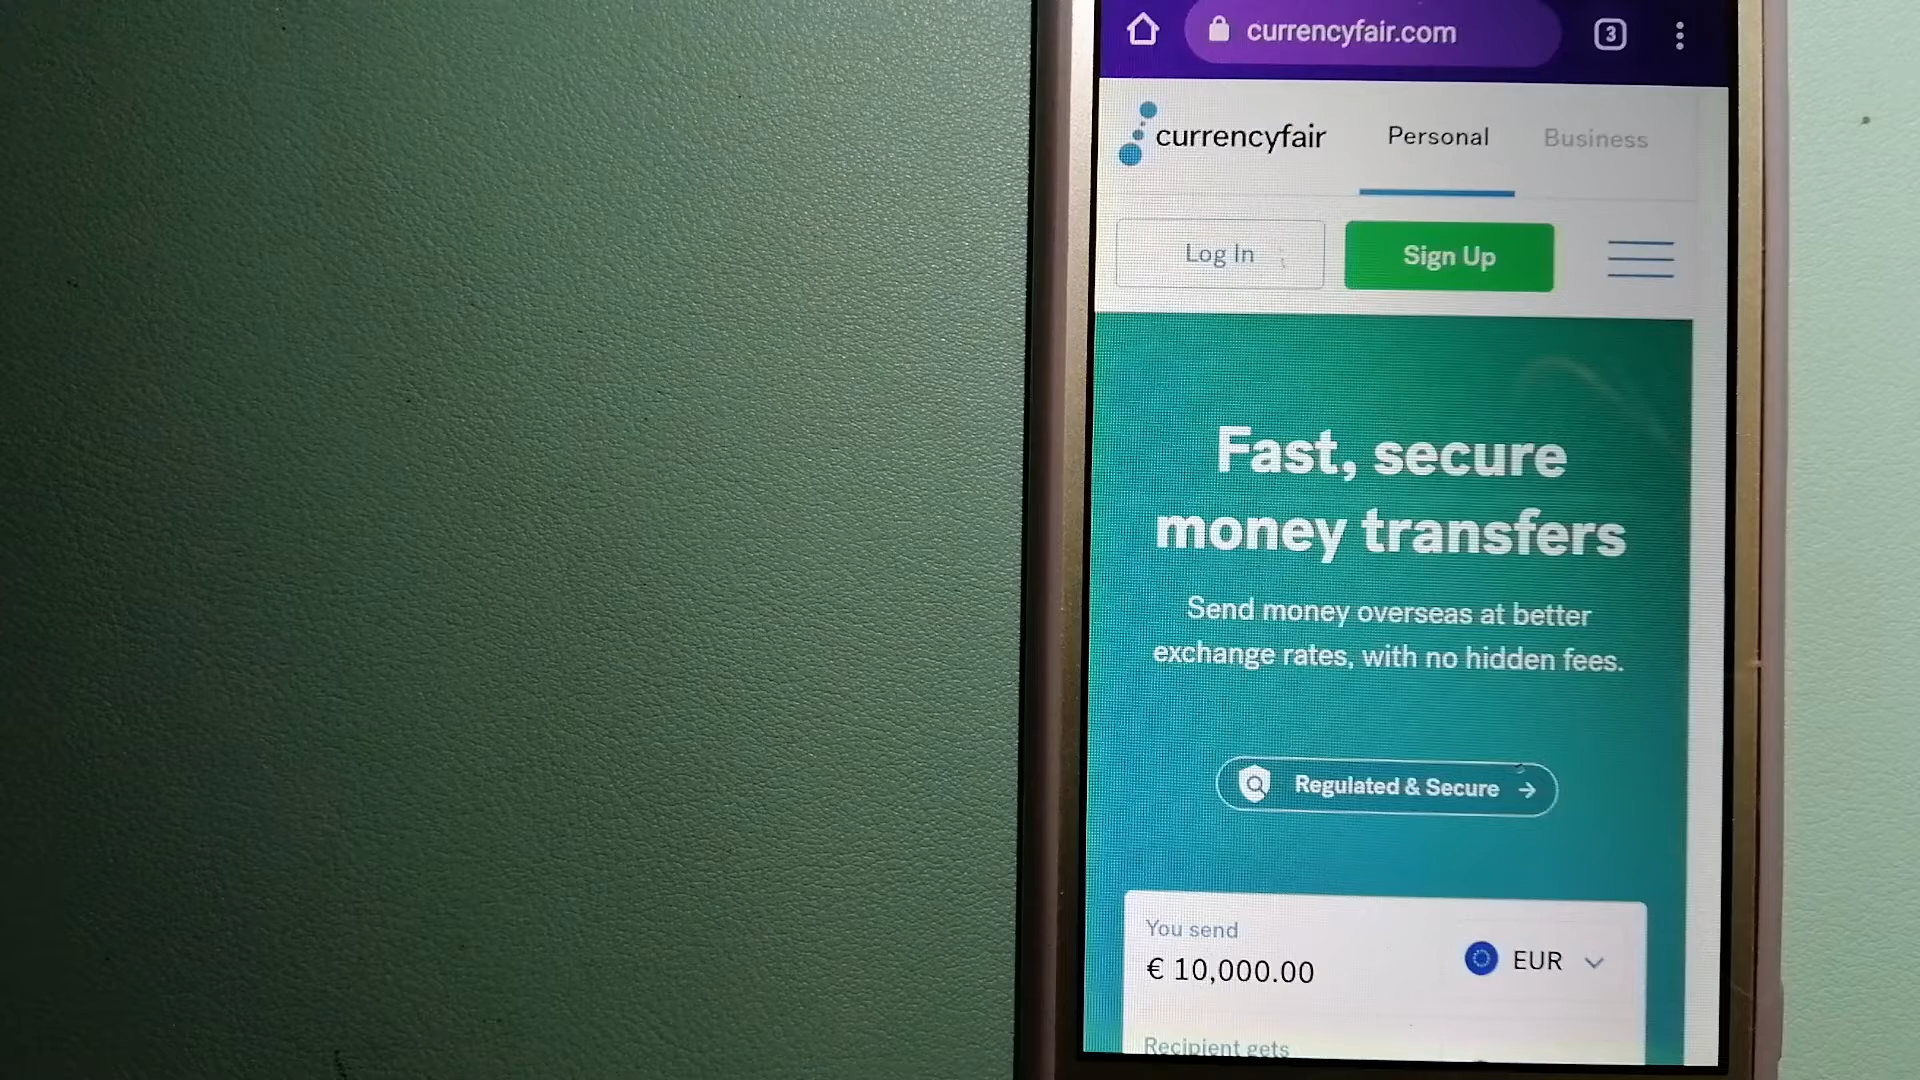 currencyfair.com
3
currencyfair
Personal
Business
Log In
Sign Up
Fast, secure
money transfers
Send money overseas at better
exchange rates, with no hidden fees.
Regulated & Secure →
You send
€ 10,000.00
EUR
Recipient gets